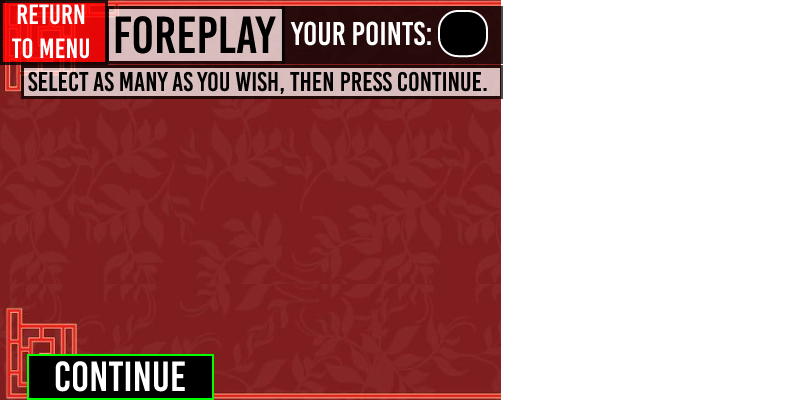 RETURN
TO MENU
FOREPLAY
YOUR POINTS:
SELECT AS MANY AS YOU WISH, THEN PRESS CONTINUE.
CONTINUE